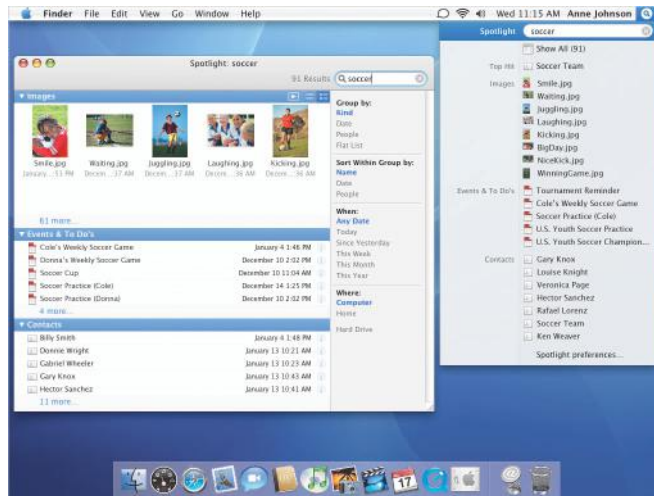 Finder File Edit View Go Window Help Wed 11:15 AM Anne Johnson
Spotlight soccer
Show All (91)
Top Hit Soccer Team
Images Smile.jpg
Waiting.jpg
Juggling.jpg
Laughing.jpg
Kicking.jpg
BigDay.jpg
NiceKick.jpg
WinningGame.jpg
Events & To Do's Tournament Reminder
Cole's Weekly Soccer Game
Soccer Practice (Cole)
U.S. Youth Soccer Practice
U.S. Youth Soccer Champion...
Contacts Gary Knox
Louise Knight
Veronica Page
Hector Sanchez
Rafael Lorenz
Soccer Team
Ken Weaver
Spotlight preferences...
Spotlight: soccer
91 Results soccer
Images
Smile.jpg Waiting.jpg Juggling.jpg Laughing.jpg Kicking.jpg
61 more...
Events & To Do's
Cole's Weekly Soccer Game January 4 1:46 PM
Donna's Weekly Soccer Game December 10 2:02 PM
Soccer Cup December 10 11:04 AM
Soccer Practice (Cole) December 14 1:25 PM
Soccer Practice (Donna) December 10 2:02 PM
4 more...
Contacts
Billy Smith January 4 1:48 PM
Donnie Wright January 13 10:21 AM
Gabriel Wheeler January 13 10:23 AM
Gary Knox January 13 10:43 AM
Hector Sanchez January 13 10:41 AM
11 more...
Group by:
Kind
Date
People
Flat List
Sort Within Group by:
Name
Date
People
When:
Any Date
Today
Since Yesterday
This Week
This Month
This Year
Where:
Computer
Home
Hard Drive
17